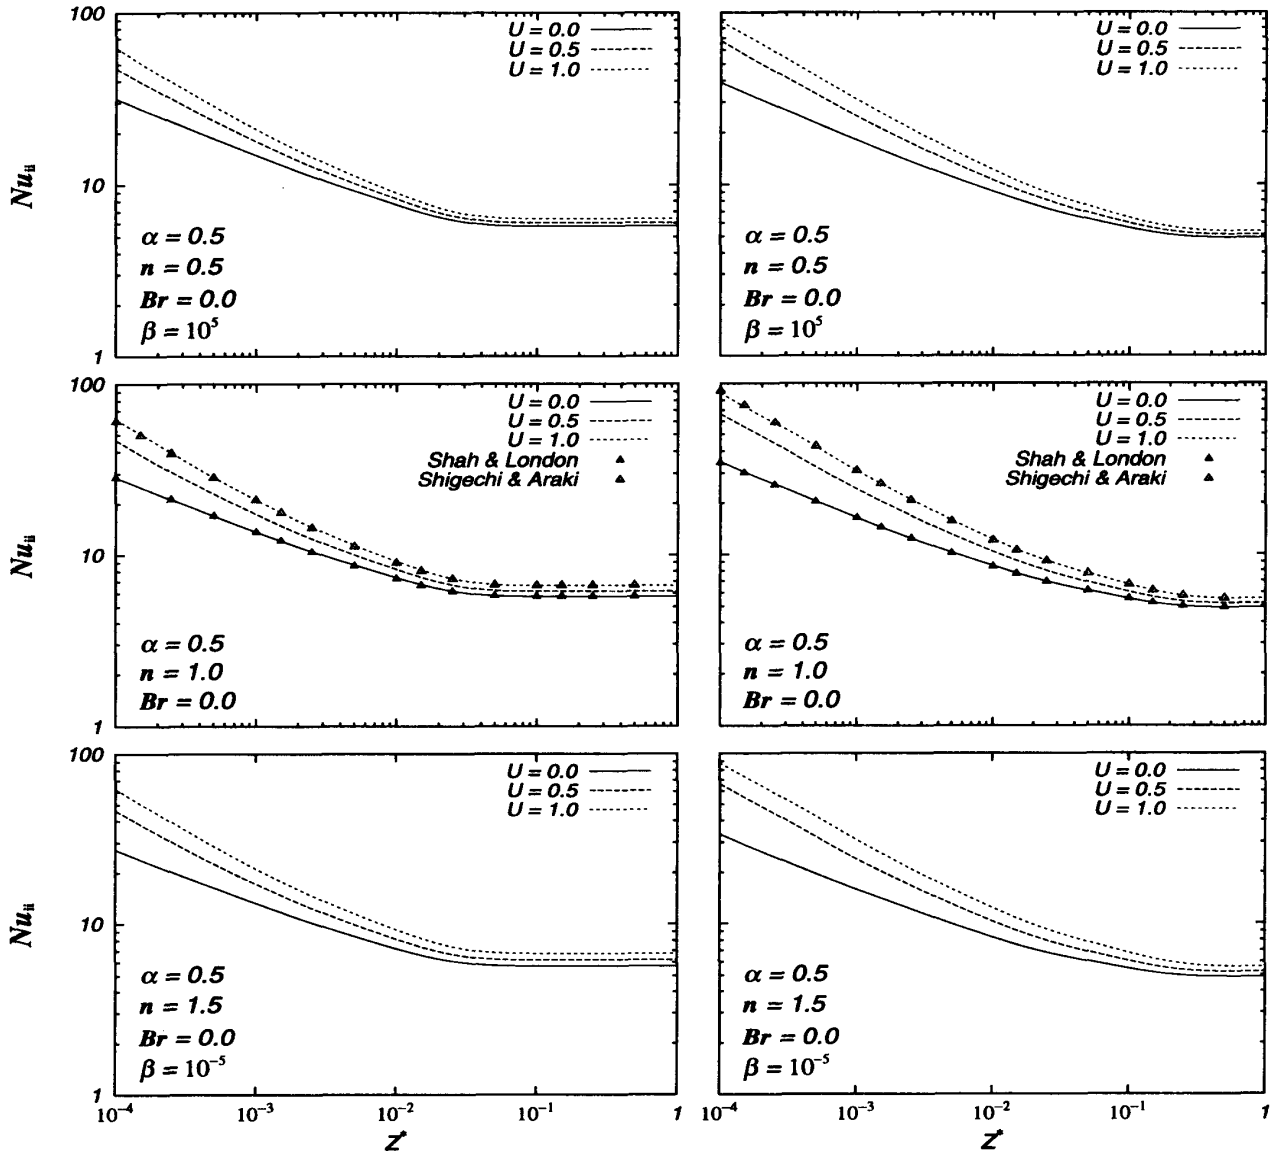 100
U = 0.0
U = 0.5
U = 1.0
10
Nu_ii
α = 0.5
n = 0.5
Br = 0.0
β = 10⁵
1
U = 0.0
U = 0.5
U = 1.0
α = 0.5
n = 0.5
Br = 0.0
β = 10⁵
100
U = 0.0
U = 0.5
U = 1.0
Shah & London
Shigechi & Araki
10
Nu_ii
α = 0.5
n = 1.0
Br = 0.0
1
U = 0.0
U = 0.5
U = 1.0
Shah & London
Shigechi & Araki
α = 0.5
n = 1.0
Br = 0.0
100
U = 0.0
U = 0.5
U = 1.0
10
Nu_ii
α = 0.5
n = 1.5
Br = 0.0
β = 10⁻⁵
1
10⁻⁴ 10⁻³ 10⁻² 10⁻¹ 1
Z*
U = 0.0
U = 0.5
U = 1.0
α = 0.5
n = 1.5
Br = 0.0
β = 10⁻⁵
10⁻⁴ 10⁻³ 10⁻² 10⁻¹ 1
Z*